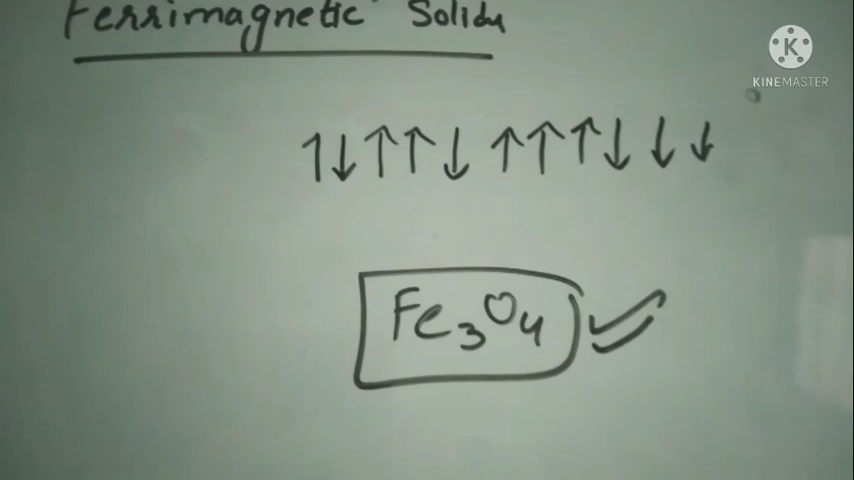 Ferrimagnetic Solids
K
KINEMASTER
↑↓↑↑↓ ↑↑↑↓ ↓ ↓
Fe₃O₄